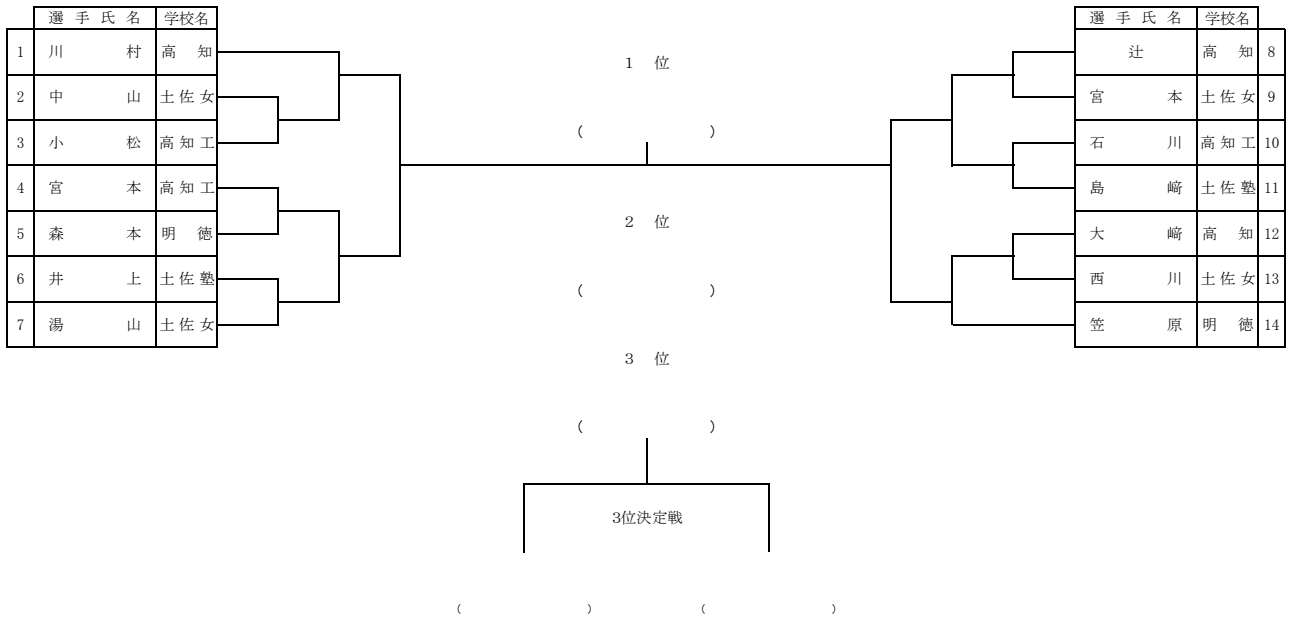 選手氏名 学校名
1 川村 高知
2 中山 土佐女
3 小松 高知工
4 宮本 高知工
5 森本 明徳
6 井上 土佐塾
7 湯山 土佐女
1 位
( )
2 位
( )
3 位
( )
3位決定戦
( ) ( )
選手氏名 学校名
辻 高知 8
宮本 土佐女 9
石川 高知工 10
島﨑 土佐塾 11
大﨑 高知 12
西川 土佐女 13
笠原 明徳 14